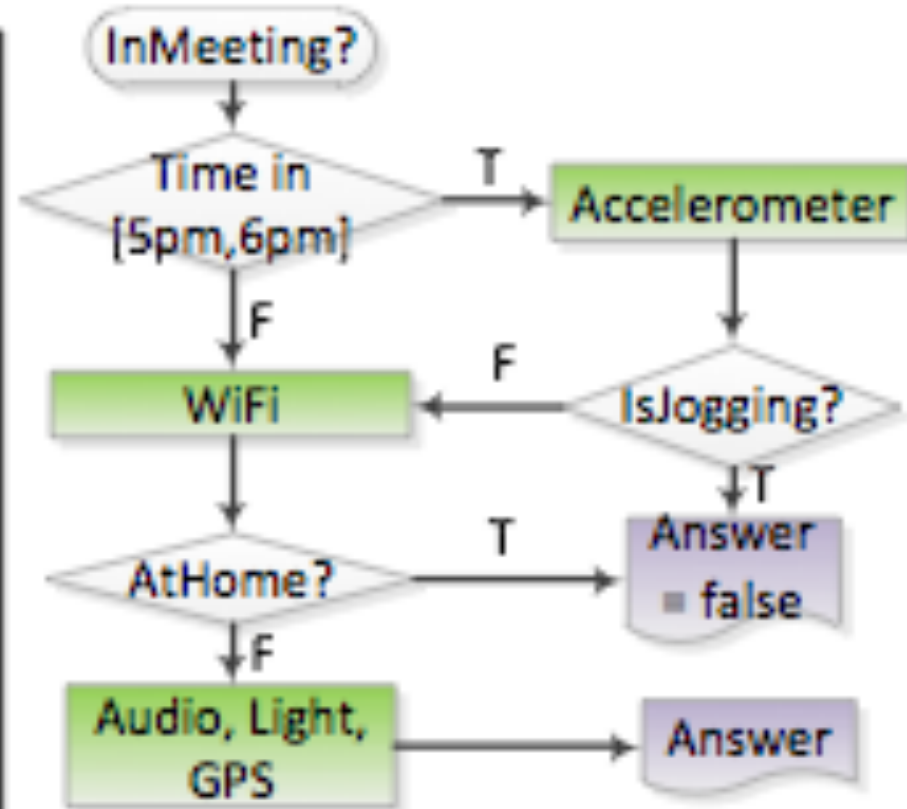 InMeeting?
Time in
[5pm,6pm]
T
Accelerometer
F
WiFi
F
IsJogging?
T
AtHome?
T
Answer
= false
F
Audio, Light,
GPS
Answer